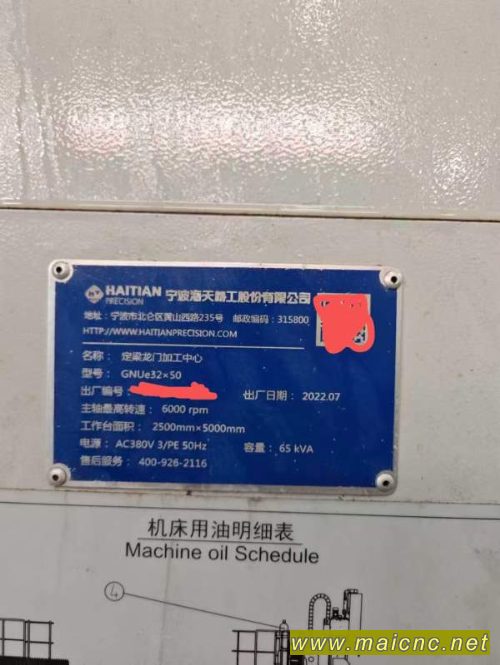 HAITIAN PRECISION 宁波海天精工股份有限公司
地址：宁波市北仑区黄山西路235号 邮政编码：315800
HTTP://WWW.HAITIANPRECISION.COM
名称：定梁龙门加工中心
型号：GNUe32×50
出厂编号： 出厂日期：2022.07
主轴最高转速：6000 rpm
工作台面积：2500mm×5000mm
电源：AC380V 3/PE 50Hz 容量：65 kVA
售后服务：400-926-2116
机床用油明细表
Machine oil Schedule
4
www.maicnc.net